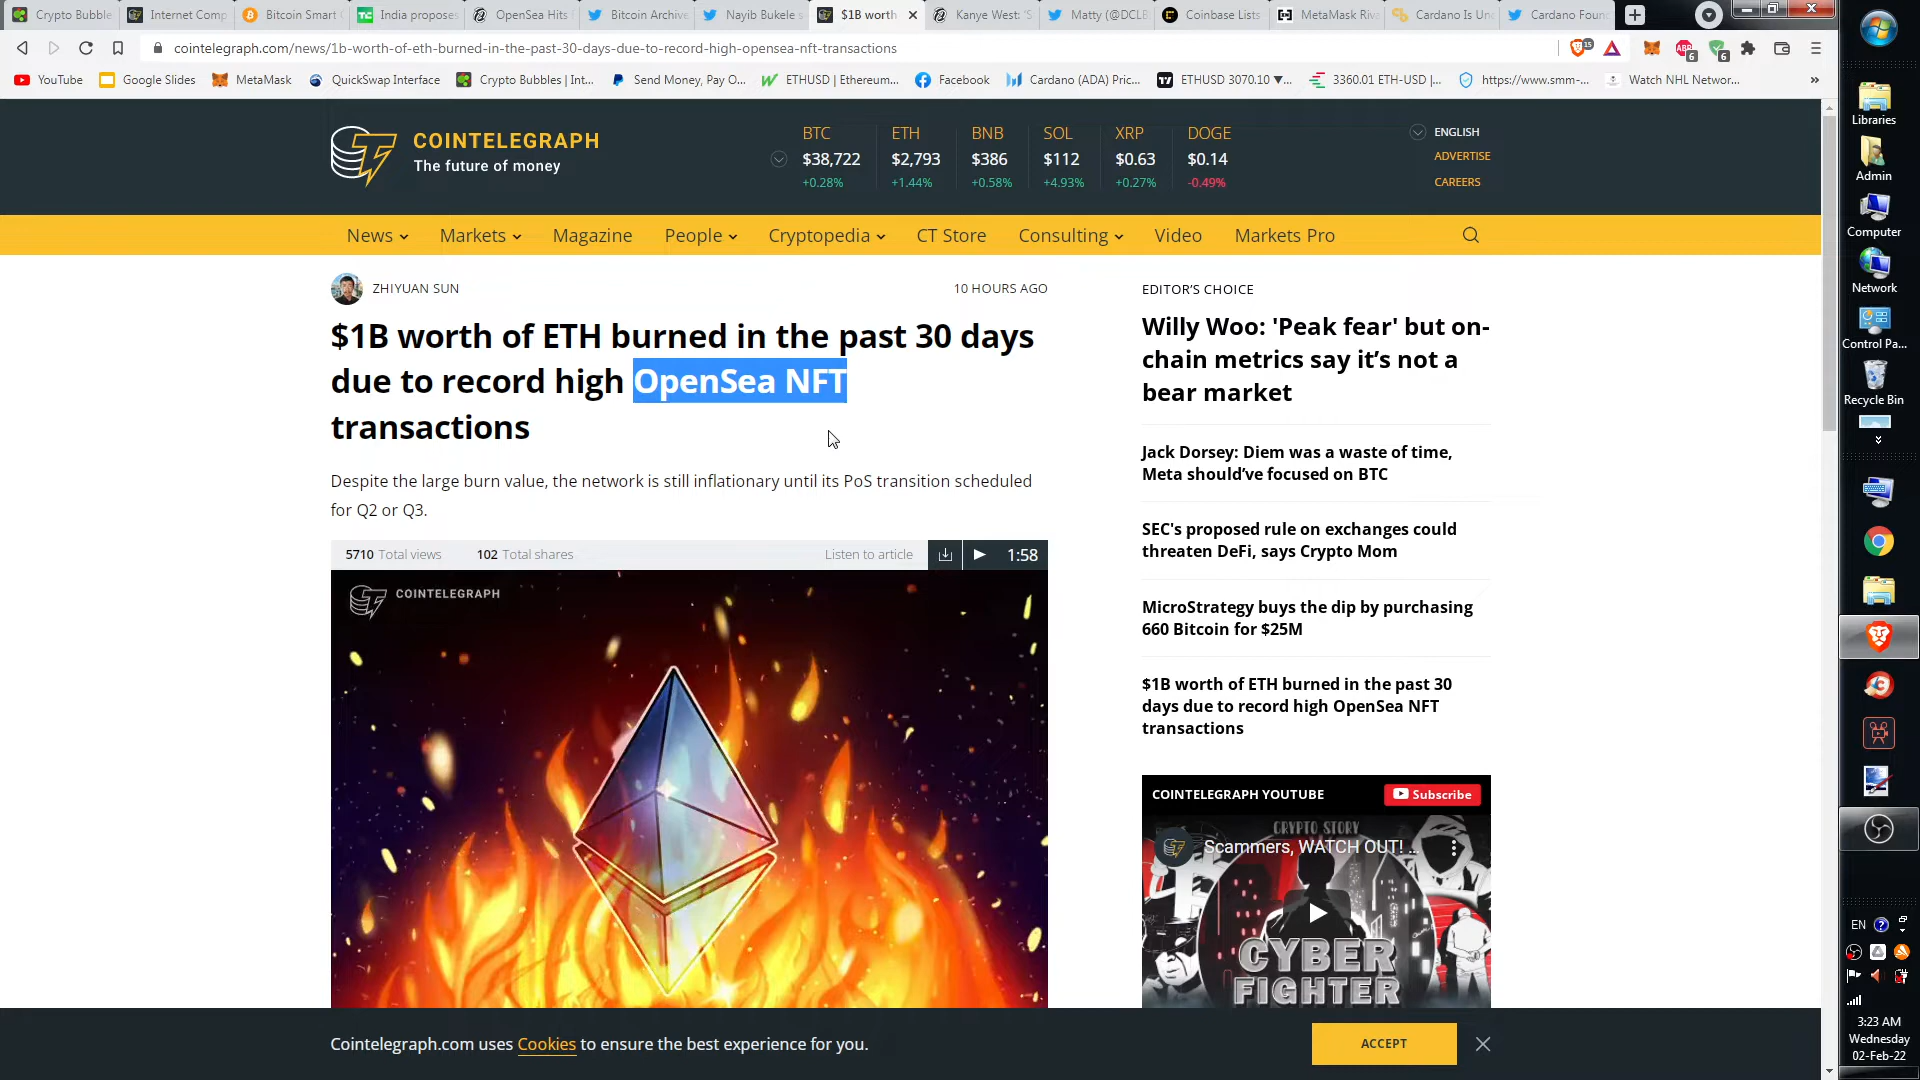 Crypto Bubble
Internet Comp
Bitcoin Smart
India proposes
OpenSea Hits
Bitcoin Archive
Nayib Bukele
$1B worth
Kanye West: 'S
Matty (@DCLB
Coinbase Lists
MetaMask Riva
Cardano Is Un
Cardano Foun
cointelegraph.com/news/1b-worth-of-eth-burned-in-the-past-30-days-due-to-record-high-opensea-nft-transactions
15
ABP
6
6
YouTube
Google Slides
MetaMask
QuickSwap Interface
Crypto Bubbles | Int...
Send Money, Pay O...
ETHUSD | Ethereum...
Facebook
Cardano (ADA) Pric...
ETHUSD 3070.10 ▼...
3360.01 ETH-USD |...
https://www.smm-...
Watch NHL Networ...
»
COINTELEGRAPH
The future of money
BTC
$38,722
+0.28%
ETH
$2,793
+1.44%
BNB
$386
+0.58%
SOL
$112
+4.93%
XRP
$0.63
+0.27%
DOGE
$0.14
-0.49%
ENGLISH
ADVERTISE
CAREERS
News
Markets
Magazine
People
Cryptopedia
CT Store
Consulting
Video
Markets Pro
ZHIYUAN SUN
10 HOURS AGO
$1B worth of ETH burned in the past 30 days
due to record high OpenSea NFT
transactions
Despite the large burn value, the network is still inflationary until its PoS transition scheduled
for Q2 or Q3.
5710 Total views
102 Total shares
Listen to article
1:58
COINTELEGRAPH
EDITOR'S CHOICE
Willy Woo: 'Peak fear' but on-
chain metrics say it's not a
bear market
Jack Dorsey: Diem was a waste of time,
Meta should've focused on BTC
SEC's proposed rule on exchanges could
threaten DeFi, says Crypto Mom
MicroStrategy buys the dip by purchasing
660 Bitcoin for $25M
$1B worth of ETH burned in the past 30
days due to record high OpenSea NFT
transactions
COINTELEGRAPH YOUTUBE
Subscribe
CRYPTO STORY
Scammers, WATCH OUT! ...
CYBER
FIGHTER
Cointelegraph.com uses Cookies to ensure the best experience for you.
ACCEPT
Libraries
Admin
Computer
Network
Control Pa...
Recycle Bin
EN
3:23 AM
Wednesday
02-Feb-22